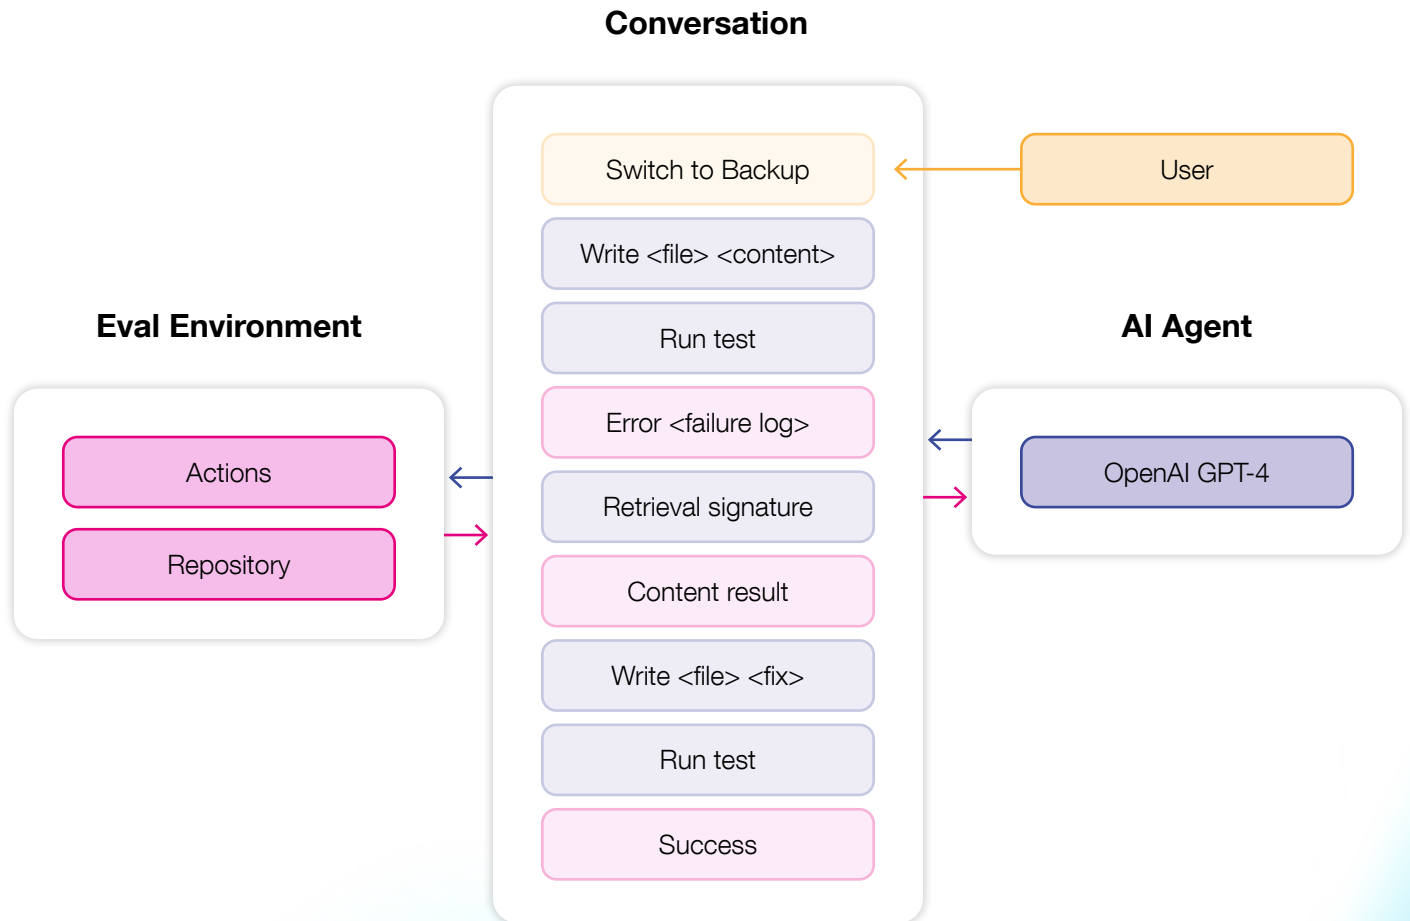 Conversation
Switch to Backup
User
Write <file> <content>
Eval Environment
Run test
AI Agent
Error <failure log>
Actions
OpenAI GPT-4
Retrieval signature
Repository
Content result
Write <file> <fix>
Run test
Success